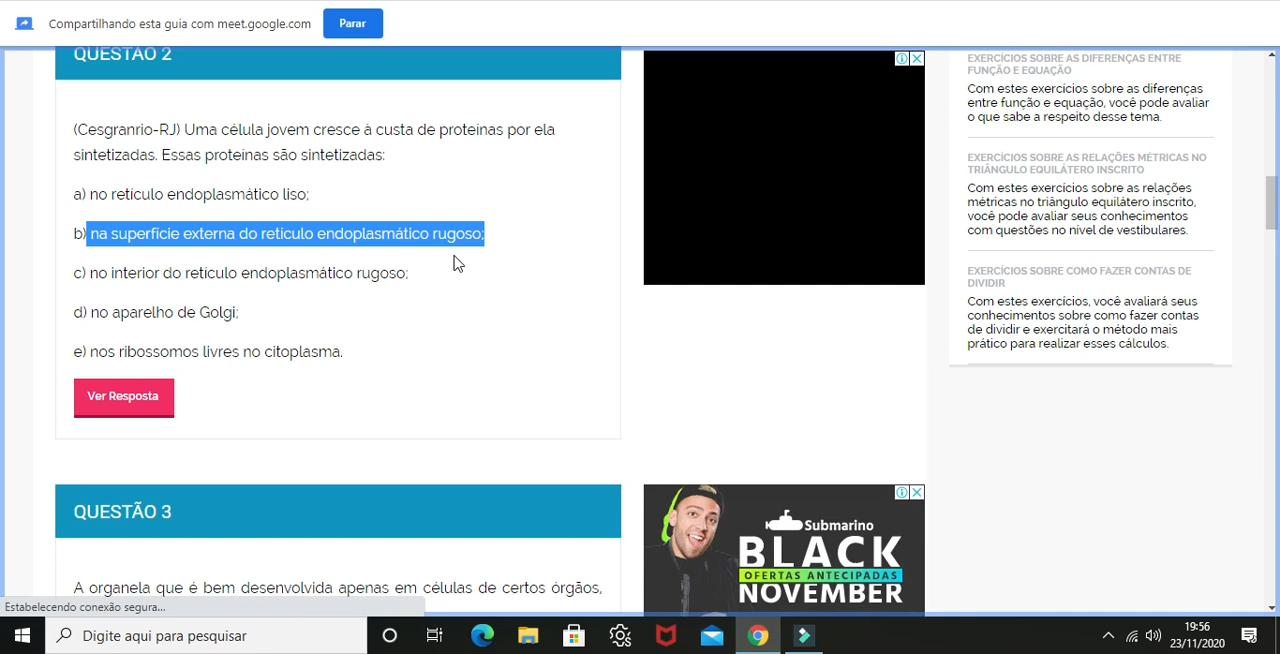 Compartilhando esta guia com meet.google.com
Parar
QUESTÃO 2
(Cesgranrio-RJ) Uma célula jovem cresce à custa de proteínas por ela
sintetizadas. Essas proteínas são sintetizadas:
a) no retículo endoplasmático liso;
b) na superfície externa do retículo endoplasmático rugoso;
c) no interior do retículo endoplasmático rugoso;
d) no aparelho de Golgi;
e) nos ribossomos livres no citoplasma.
Ver Resposta
QUESTÃO 3
A organela que é bem desenvolvida apenas em células de certos órgãos,
Submarino
BLACK
OFERTAS ANTECIPADAS
NOVEMBER
EXERCÍCIOS SOBRE AS DIFERENÇAS ENTRE
FUNÇÃO E EQUAÇÃO
Com estes exercícios sobre as diferenças
entre função e equação, você pode avaliar
o que sabe a respeito desse tema.
EXERCÍCIOS SOBRE AS RELAÇÕES MÉTRICAS NO
TRIÂNGULO EQUILÁTERO INSCRITO
Com estes exercícios sobre as relações
métricas no triângulo equilátero inscrito,
você pode avaliar seus conhecimentos
com questões no nível de vestibulares.
EXERCÍCIOS SOBRE COMO FAZER CONTAS DE
DIVIDIR
Com estes exercícios, você avaliará seus
conhecimentos sobre como fazer contas
de dividir e exercitará o método mais
prático para realizar esses cálculos.
Estabelecendo conexão segura...
Digite aqui para pesquisar
19:56
23/11/2020